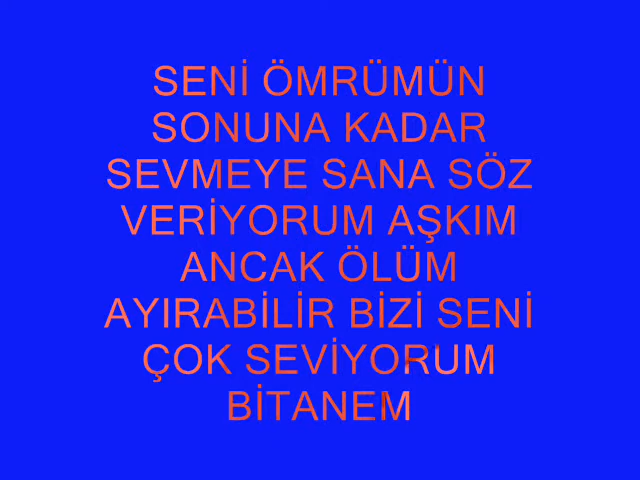 SENİ ÖMRÜMÜN
SONUNA KADAR
SEVMEYE SANA SÖZ
VERİYORUM AŞKIM
ANCAK ÖLÜM
AYIRABİLİR BİZİ SENİ
ÇOK SEVİYORUM
BİTANEM